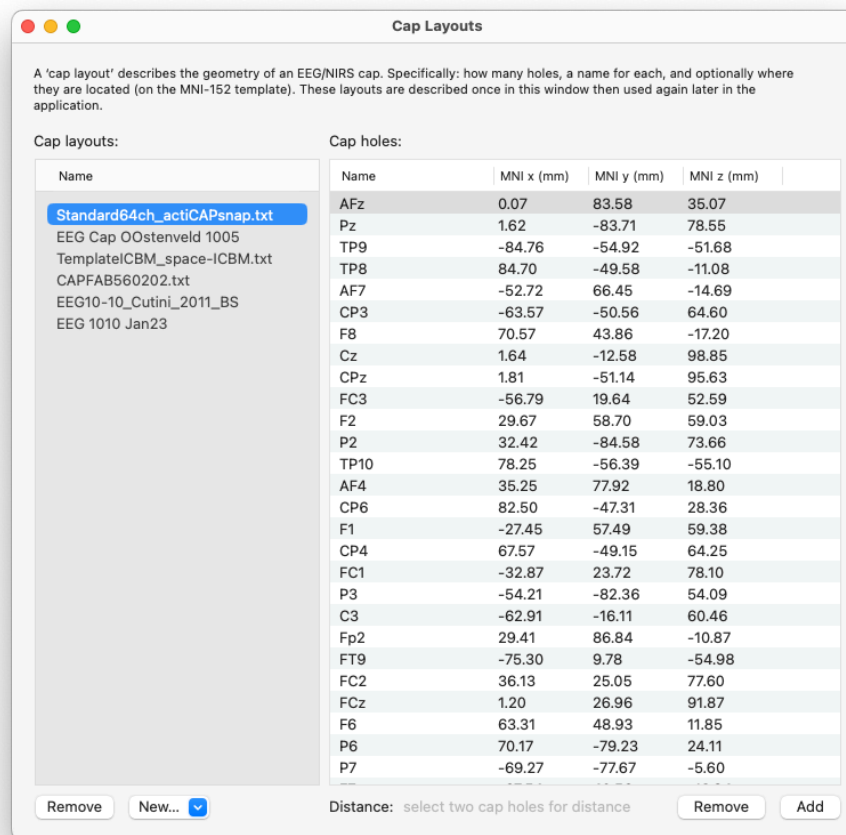 Cap Layouts
A ‘cap layout’ describes the geometry of an EEG/NIRS cap. Specifically: how many holes, a name for each, and optionally where
they are located (on the MNI-152 template). These layouts are described once in this window then used again later in the
application.
Cap layouts:
Name
Standard64ch_actiCAPsnap.txt
EEG Cap OOstenveld 1005
TemplateICBM_space-ICBM.txt
CAPFAB560202.txt
EEG10-10_Cutini_2011_BS
EEG 1010 Jan23
Remove New...
Cap holes:
Name MNI x (mm) MNI y (mm) MNI z (mm)
AFz 0.07 83.58 35.07
Pz 1.62 -83.71 78.55
TP9 -84.76 -54.92 -51.68
TP8 84.70 -49.58 -11.08
AF7 -52.72 66.45 -14.69
CP3 -63.57 -50.56 64.60
F8 70.57 43.86 -17.20
Cz 1.64 -12.58 98.85
CPz 1.81 -51.14 95.63
FC3 -56.79 19.64 52.59
F2 29.67 58.70 59.03
P2 32.42 -84.58 73.66
TP10 78.25 -56.39 -55.10
AF4 35.25 77.92 18.80
CP6 82.50 -47.31 28.36
F1 -27.45 57.49 59.38
CP4 67.57 -49.15 64.25
FC1 -32.87 23.72 78.10
P3 -54.21 -82.36 54.09
C3 -62.91 -16.11 60.46
Fp2 29.41 86.84 -10.87
FT9 -75.30 9.78 -54.98
FC2 36.13 25.05 77.60
FCz 1.20 26.96 91.87
F6 63.31 48.93 11.85
P6 70.17 -79.23 24.11
P7 -69.27 -77.67 -5.60
Distance: select two cap holes for distance Remove Add